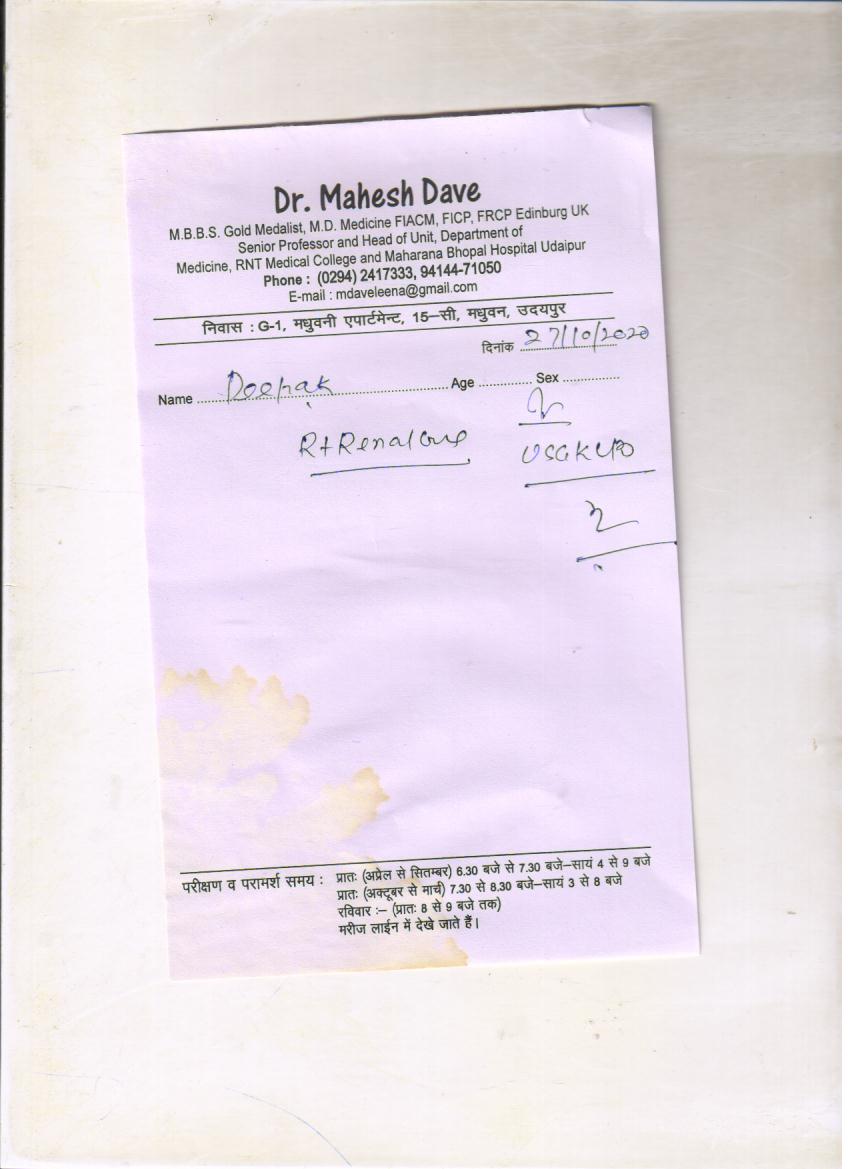 Dr. Mahesh Dave
M.B.B.S. Gold Medalist, M.D. Medicine FIACM, FICP, FRCP Edinburg UK
Senior Professor and Head of Unit, Department of
Medicine, RNT Medical College and Maharana Bhopal Hospital Udaipur
Phone : (0294) 2417333, 94144-71050
E-mail : mdaveleena@gmail.com
निवास : G-1, मधुवनी एपार्टमेन्ट, 15–सी, मधुवन, उदयपुर
दिनांक 27/10/2020
Name Deepak Age Sex
Rt Renal
परीक्षण व परामर्श समय : प्रातः (अप्रेल से सितम्बर) 6.30 बजे से 7.30 बजे–सायं 4 से 9 बजे
प्रातः (अक्टूबर से मार्च) 7.30 से 8.30 बजे–सायं 3 से 8 बजे
रविवार :– (प्रातः 8 से 9 बजे तक)
मरीज लाईन में देखे जाते हैं।